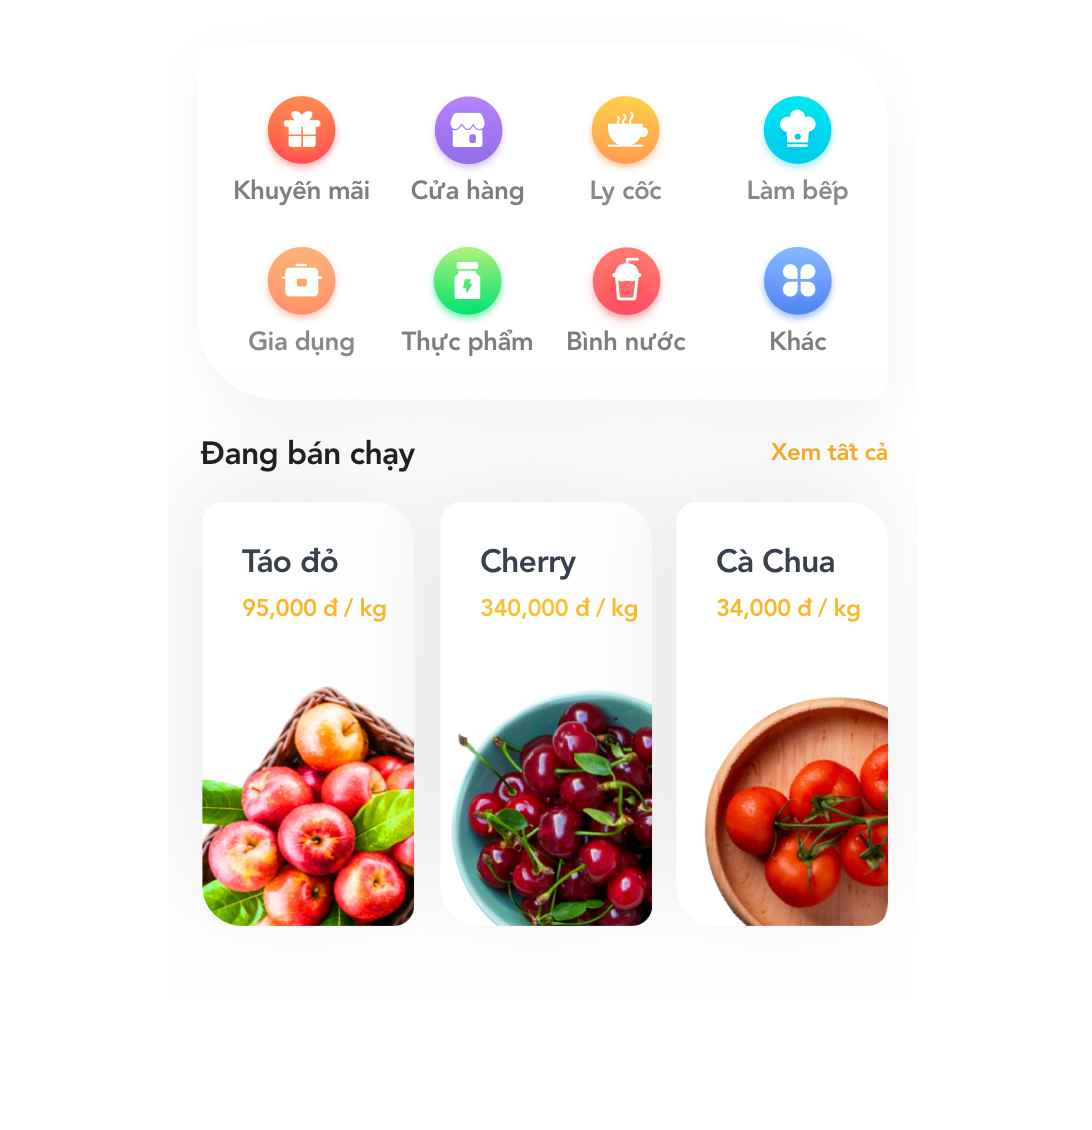 Khuyến mãi
Cửa hàng
Ly cốc
Làm bếp
Gia dụng
Thực phẩm
Bình nước
Khác
Đang bán chạy
Xem tất cả
Táo đỏ
95,000 đ / kg
Cherry
340,000 đ / kg
Cà Chua
34,000 đ / kg